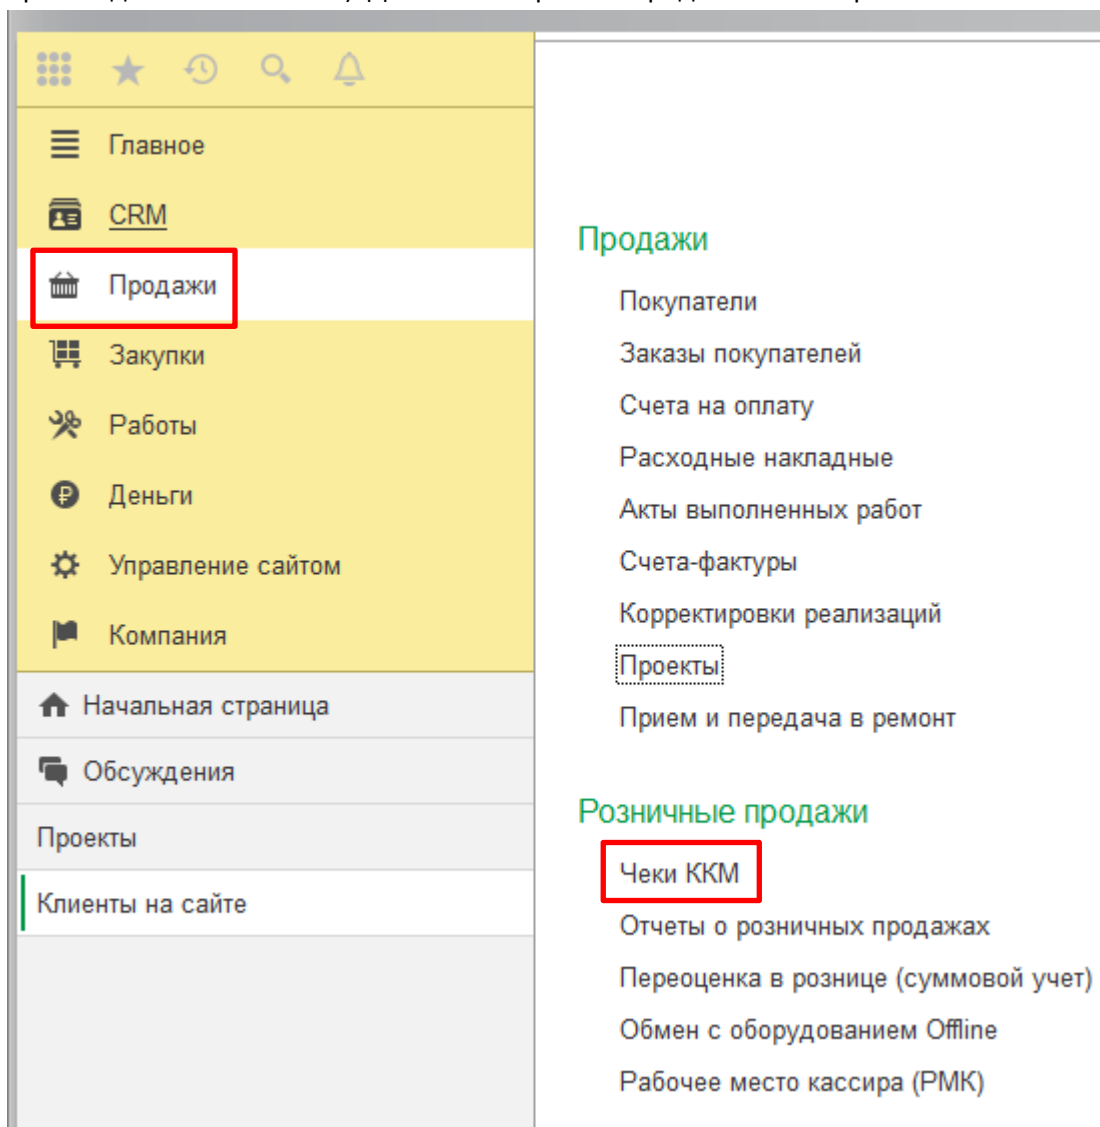 Главное
CRM
Продажи
Закупки
Работы
Деньги
Управление сайтом
Компания
Начальная страница
Обсуждения
Проекты
Клиенты на сайте
Продажи
Покупатели
Заказы покупателей
Счета на оплату
Расходные накладные
Акты выполненных работ
Счета-фактуры
Корректировки реализаций
Проекты
Прием и передача в ремонт
Розничные продажи
Чеки ККМ
Отчеты о розничных продажах
Переоценка в рознице (суммовой учет)
Обмен с оборудованием Offline
Рабочее место кассира (РМК)